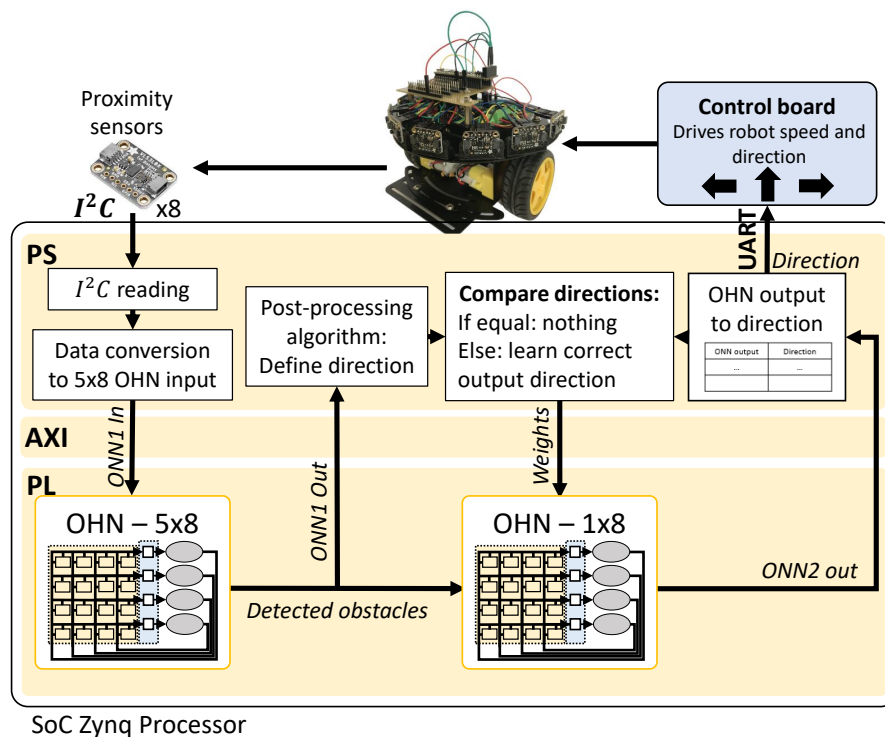 Proximity
sensors
I²C
x8
Control board
Drives robot speed and
direction
UART
Direction
PS
I²C reading
Data conversion
to 5x8 OHN input
Post-processing
algorithm:
Define direction
Compare directions:
If equal: nothing
Else: learn correct
output direction
OHN output
to direction
ONN output Direction
... ...
AXI
ONN1 In
ONN1 Out
Weights
PL
OHN – 5x8
OHN – 1x8
Detected obstacles
ONN2 out
SoC Zynq Processor